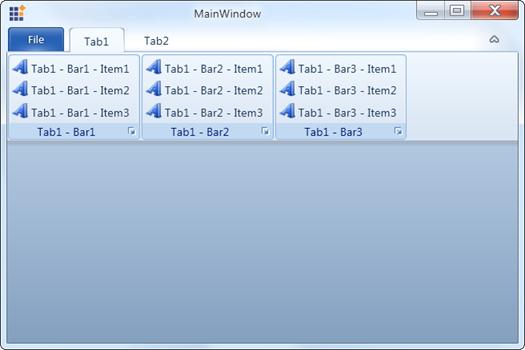 MainWindow
File Tab1 Tab2
Tab1 - Bar1 - Item1 Tab1 - Bar2 - Item1 Tab1 - Bar3 - Item1
Tab1 - Bar1 - Item2 Tab1 - Bar2 - Item2 Tab1 - Bar3 - Item2
Tab1 - Bar1 - Item3 Tab1 - Bar2 - Item3 Tab1 - Bar3 - Item3
Tab1 - Bar1 Tab1 - Bar2 Tab1 - Bar3